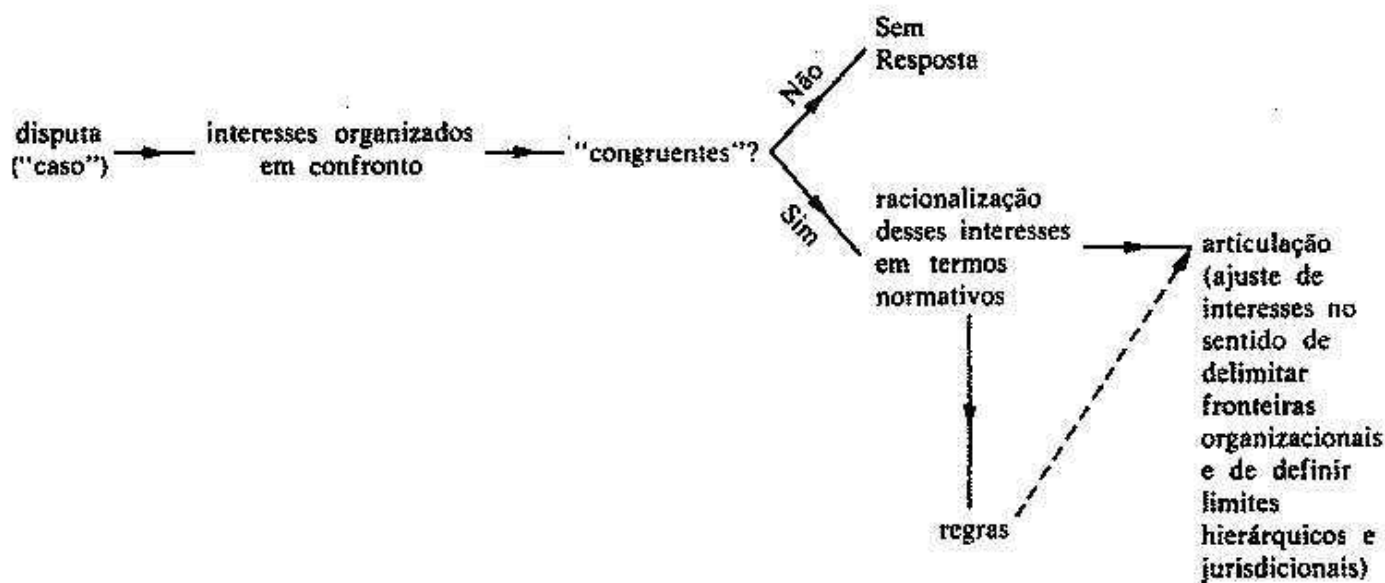 Sem
Resposta
Não
disputa
("caso")
interesses organizados
em confronto
"congruentes"?
Sim
racionalização
desses interesses
em termos
normativos
articulação
(ajuste de
interesses no
sentido de
delimitar
fronteiras
organizacionais
e de definir
limites
hierárquicos e
jurisdicionais)
regras